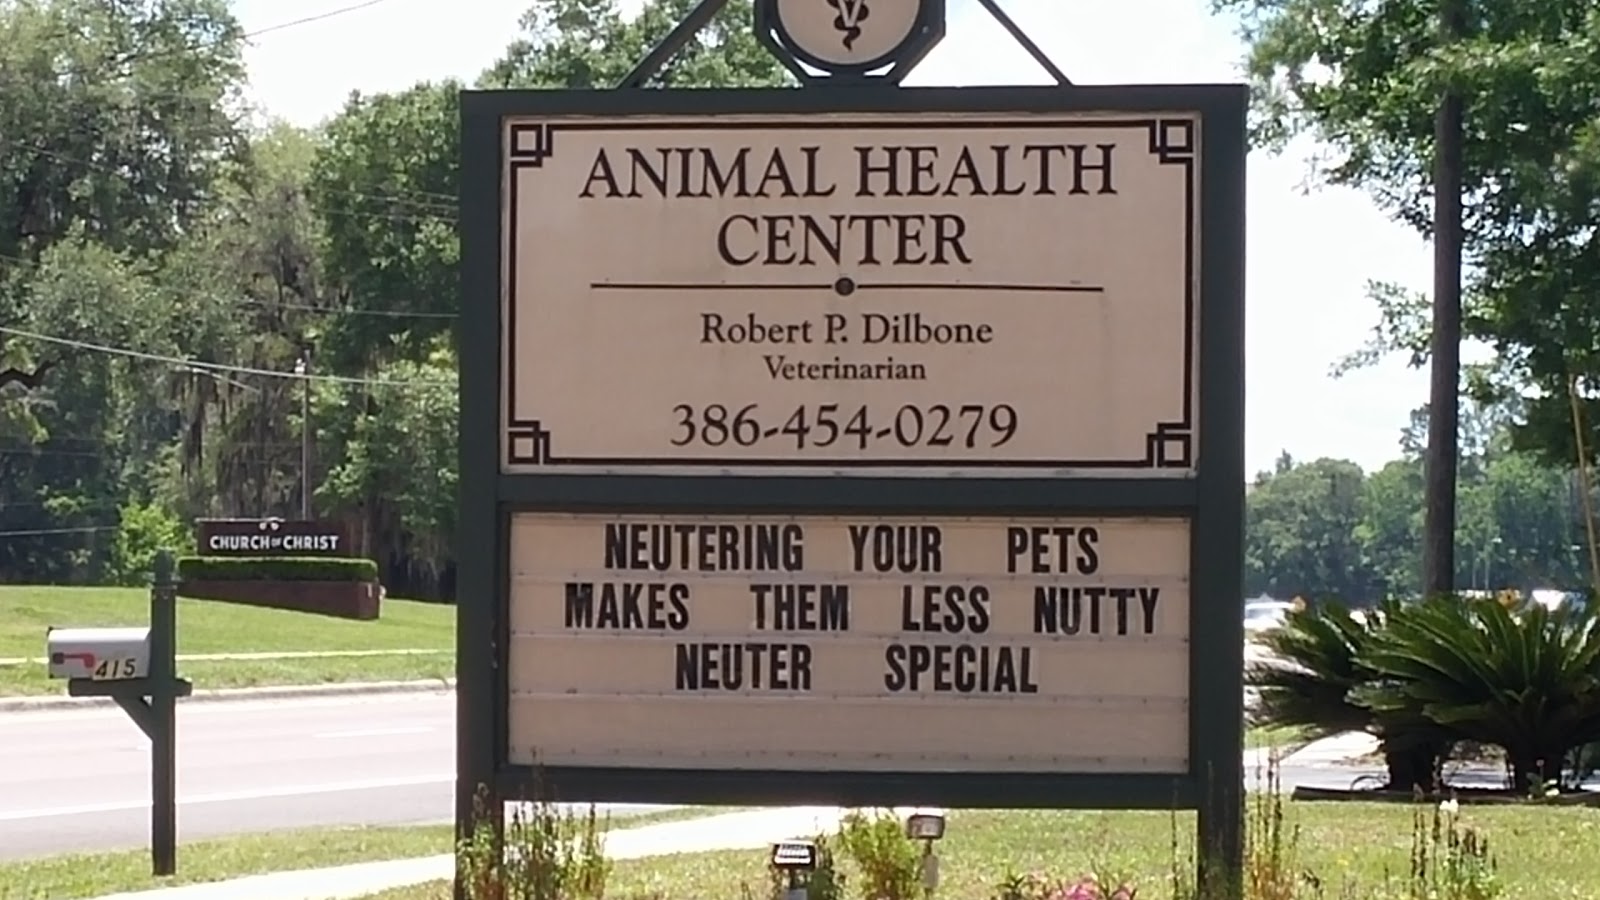 V
ANIMAL HEALTH
CENTER
Robert P. Dilbone
Veterinarian
386-454-0279
NEUTERING YOUR PETS
MAKES THEM LESS NUTTY
NEUTER SPECIAL
CHURCH OF CHRIST
415